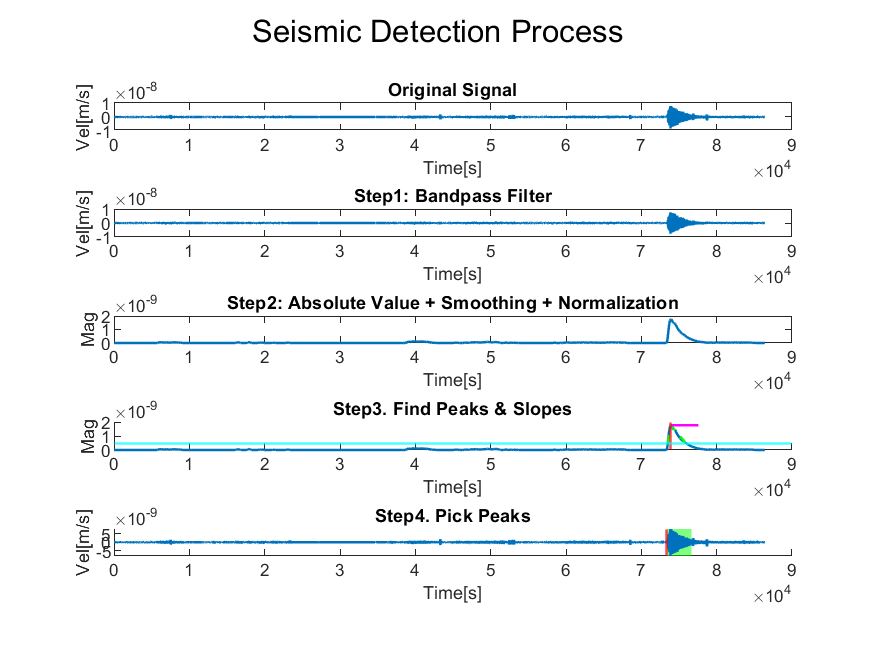 Seismic Detection Process
Original Signal
×10-8
Vel[m/s]
1
0
-1
0 1 2 3 4 5 6 7 8 9
Time[s]
×104
Step1: Bandpass Filter
×10-8
Vel[m/s]
1
0
-1
0 1 2 3 4 5 6 7 8 9
Time[s]
×104
Step2: Absolute Value + Smoothing + Normalization
×10-9
Mag
2
1
0
0 1 2 3 4 5 6 7 8 9
Time[s]
×104
Step3. Find Peaks & Slopes
×10-9
Mag
2
1
0
0 1 2 3 4 5 6 7 8 9
Time[s]
×104
Step4. Pick Peaks
×10-9
Vel[m/s]
5
0
-5
0 1 2 3 4 5 6 7 8 9
Time[s]
×104